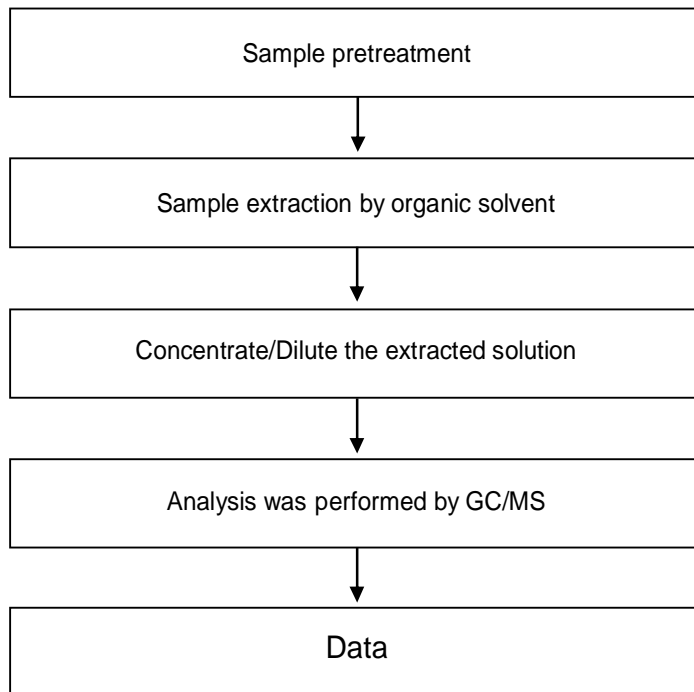 Sample pretreatment
Sample extraction by organic solvent
Concentrate/Dilute the extracted solution
Analysis was performed by GC/MS
Data